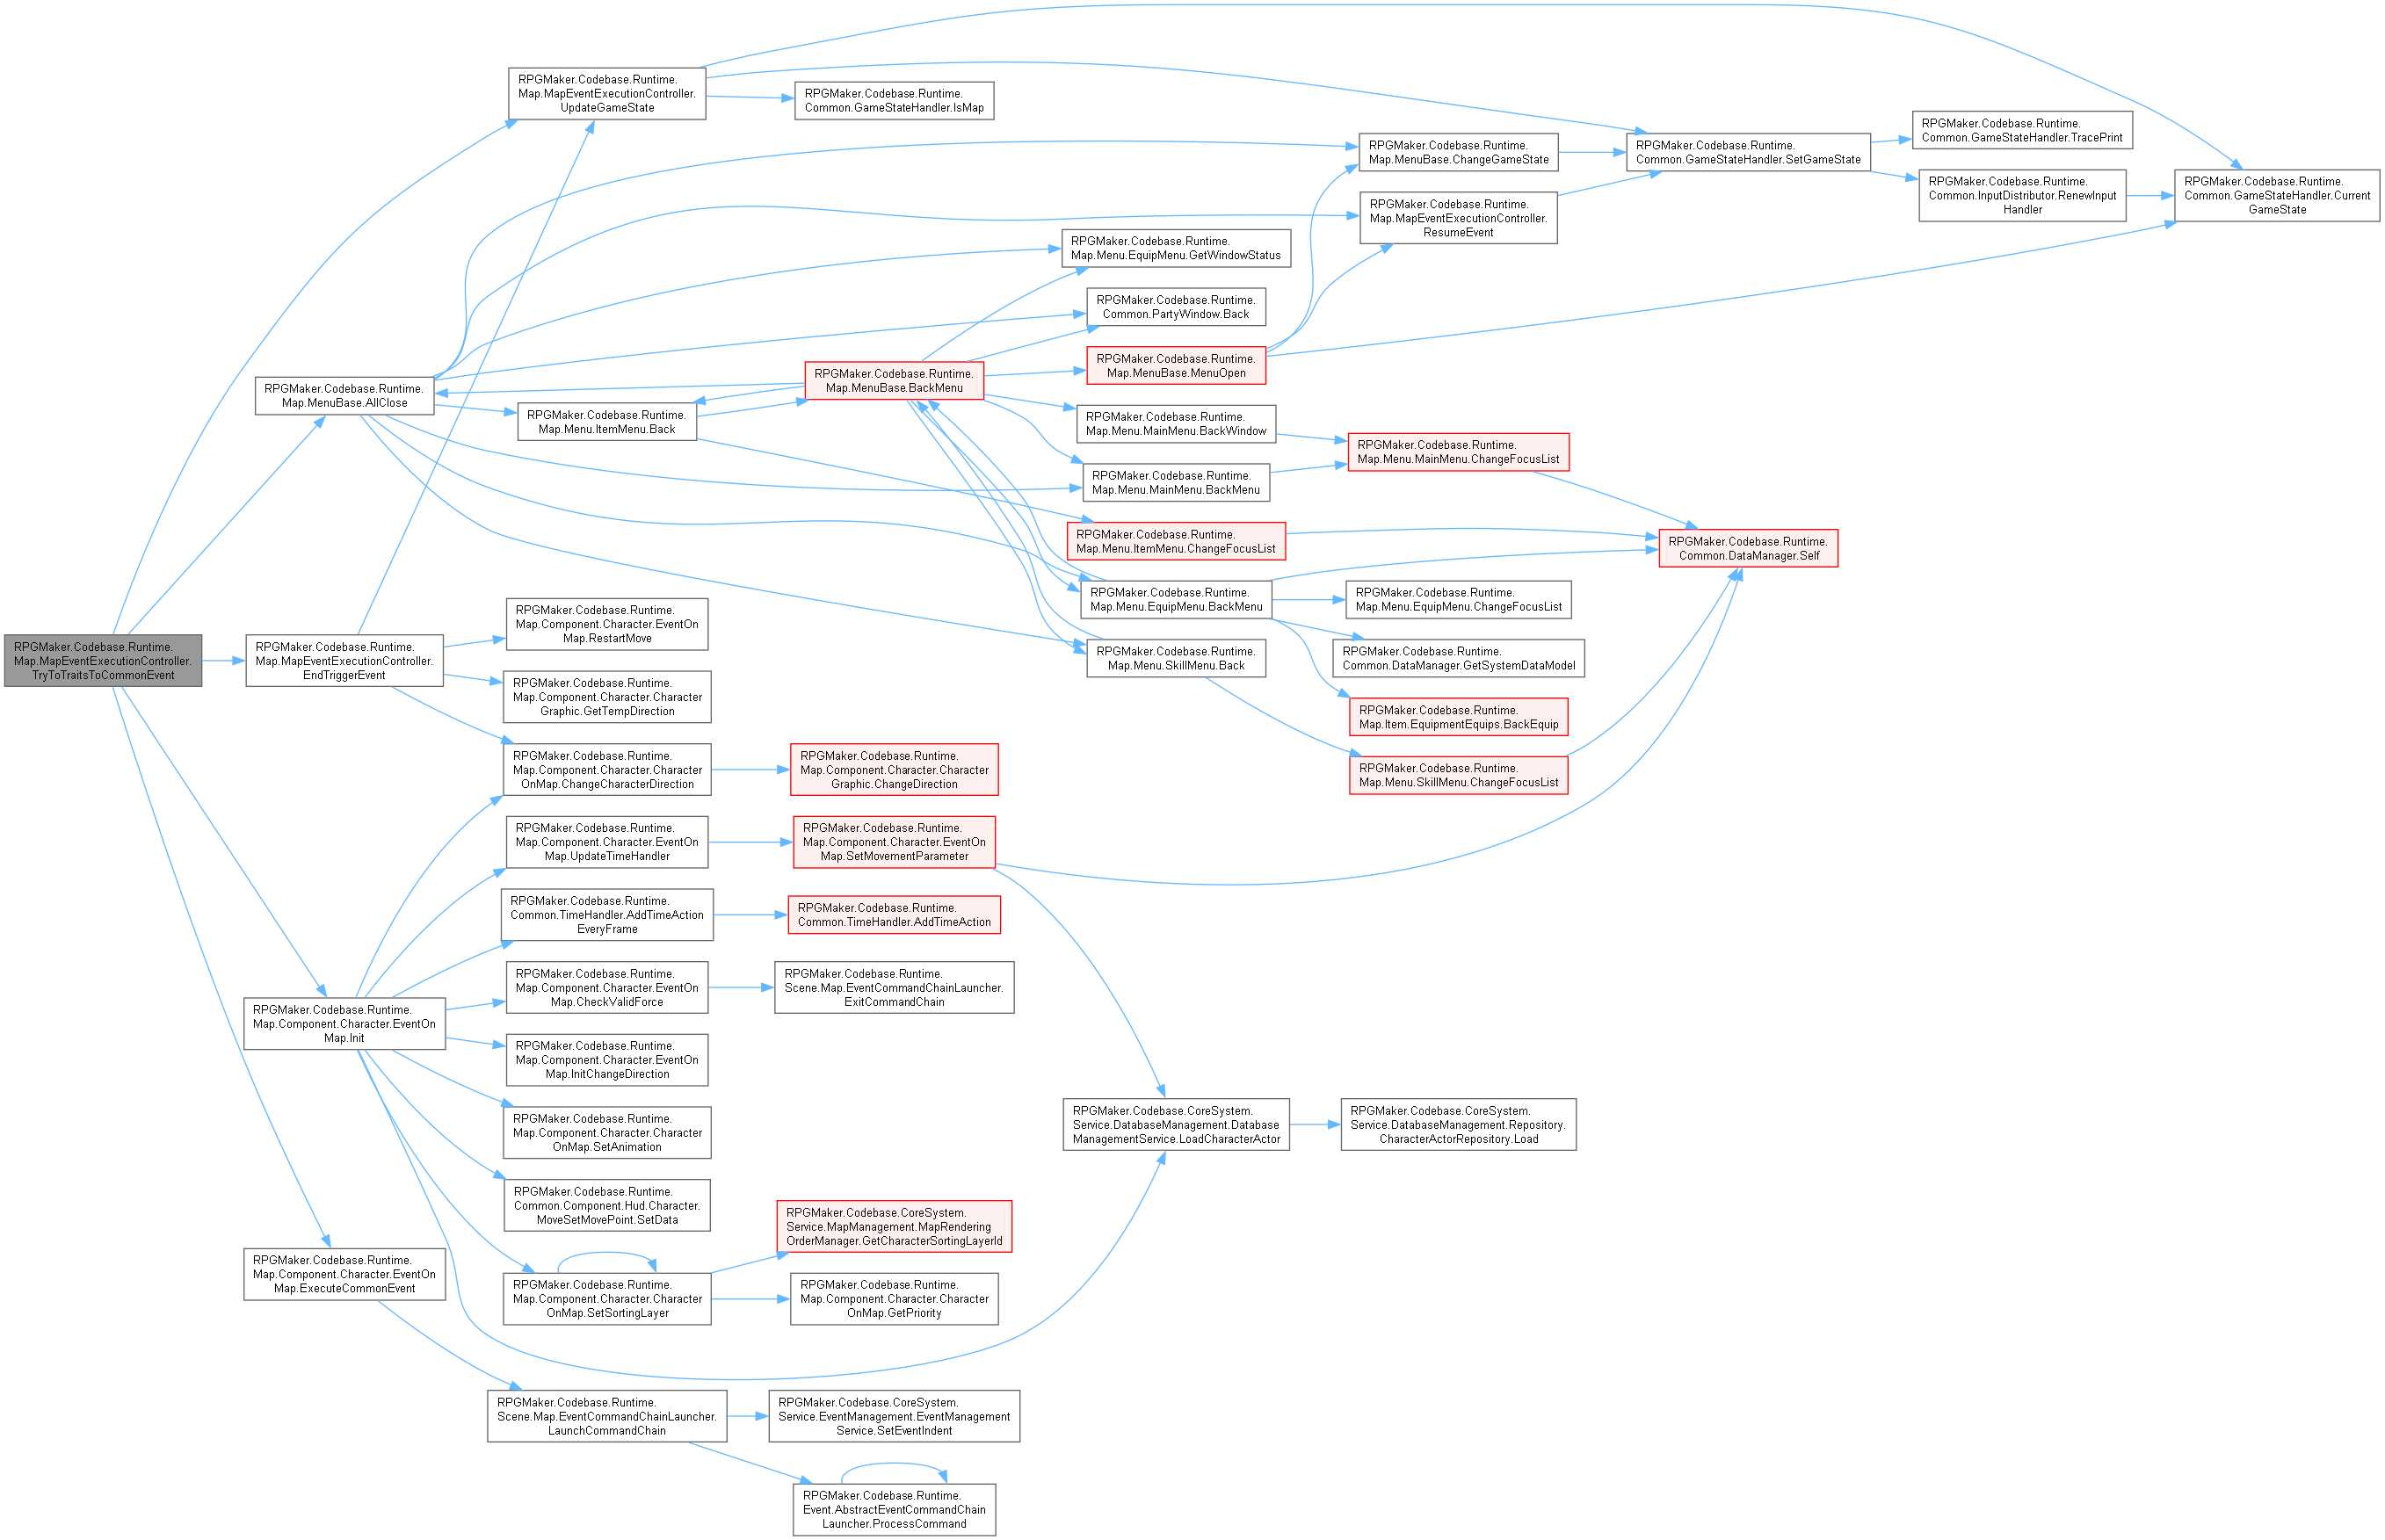 RPGMaker.Codebase.Runtime.
Map.MapEventExecutionController.
TryToTraitsToCommonEvent
RPGMaker.Codebase.Runtime.
Map.MapEventExecutionController.
UpdateGameState
RPGMaker.Codebase.Runtime.
Map.MenuBase.AllClose
RPGMaker.Codebase.Runtime.
Map.MapEventExecutionController.
EndTriggerEvent
RPGMaker.Codebase.Runtime.
Map.Component.Character.EventOn
Map.Init
RPGMaker.Codebase.Runtime.
Map.Component.Character.EventOn
Map.ExecuteCommonEvent
RPGMaker.Codebase.Runtime.
Common.GameStateHandler.IsMap
RPGMaker.Codebase.Runtime.
Map.Menu.ItemMenu.Back
RPGMaker.Codebase.Runtime.
Map.Component.Character.EventOn
Map.RestartMove
RPGMaker.Codebase.Runtime.
Map.Component.Character.Character
Graphic.GetTempDirection
RPGMaker.Codebase.Runtime.
Map.Component.Character.Character
OnMap.ChangeCharacterDirection
RPGMaker.Codebase.Runtime.
Map.Component.Character.EventOn
Map.UpdateTimeHandler
RPGMaker.Codebase.Runtime.
Common.TimeHandler.AddTimeAction
EveryFrame
RPGMaker.Codebase.Runtime.
Map.Component.Character.EventOn
Map.CheckValidForce
RPGMaker.Codebase.Runtime.
Map.Component.Character.EventOn
Map.InitChangeDirection
RPGMaker.Codebase.Runtime.
Map.Component.Character.Character
OnMap.SetAnimation
RPGMaker.Codebase.Runtime.
Common.Component.Hud.Character.
MoveSetMovePoint.SetData
RPGMaker.Codebase.Runtime.
Map.Component.Character.Character
OnMap.SetSortingLayer
RPGMaker.Codebase.Runtime.
Scene.Map.EventCommandChainLauncher.
LaunchCommandChain
RPGMaker.Codebase.Runtime.
Map.MenuBase.BackMenu
RPGMaker.Codebase.Runtime.
Map.Component.Character.Character
Graphic.ChangeDirection
RPGMaker.Codebase.Runtime.
Map.Component.Character.EventOn
Map.SetMovementParameter
RPGMaker.Codebase.Runtime.
Common.TimeHandler.AddTimeAction
RPGMaker.Codebase.Runtime.
Scene.Map.EventCommandChainLauncher.
ExitCommandChain
RPGMaker.Codebase.CoreSystem.
Service.MapManagement.MapRendering
OrderManager.GetCharacterSortingLayerId
RPGMaker.Codebase.Runtime.
Map.Component.Character.Character
OnMap.GetPriority
RPGMaker.Codebase.CoreSystem.
Service.EventManagement.EventManagement
Service.SetEventIndent
RPGMaker.Codebase.Runtime.
Event.AbstractEventCommandChain
Launcher.ProcessCommand
RPGMaker.Codebase.Runtime.
Map.Menu.EquipMenu.GetWindowStatus
RPGMaker.Codebase.Runtime.
Common.PartyWindow.Back
RPGMaker.Codebase.Runtime.
Map.MenuBase.MenuOpen
RPGMaker.Codebase.Runtime.
Map.Menu.MainMenu.BackWindow
RPGMaker.Codebase.Runtime.
Map.Menu.MainMenu.BackMenu
RPGMaker.Codebase.Runtime.
Map.Menu.ItemMenu.ChangeFocusList
RPGMaker.Codebase.Runtime.
Map.Menu.EquipMenu.BackMenu
RPGMaker.Codebase.Runtime.
Map.Menu.SkillMenu.Back
RPGMaker.Codebase.CoreSystem.
Service.DatabaseManagement.Database
ManagementService.LoadCharacterActor
RPGMaker.Codebase.Runtime.
Map.MenuBase.ChangeGameState
RPGMaker.Codebase.Runtime.
Map.MapEventExecutionController.
ResumeEvent
RPGMaker.Codebase.Runtime.
Map.Menu.MainMenu.ChangeFocusList
RPGMaker.Codebase.Runtime.
Map.Menu.EquipMenu.ChangeFocusList
RPGMaker.Codebase.Runtime.
Common.DataManager.GetSystemDataModel
RPGMaker.Codebase.Runtime.
Map.Item.EquipmentEquips.BackEquip
RPGMaker.Codebase.Runtime.
Map.Menu.SkillMenu.ChangeFocusList
RPGMaker.Codebase.CoreSystem.
Service.DatabaseManagement.Repository.
CharacterActorRepository.Load
RPGMaker.Codebase.Runtime.
Common.GameStateHandler.SetGameState
RPGMaker.Codebase.Runtime.
Common.DataManager.Self
RPGMaker.Codebase.Runtime.
Common.GameStateHandler.TracePrint
RPGMaker.Codebase.Runtime.
Common.InputDistributor.RenewInput
Handler
RPGMaker.Codebase.Runtime.
Common.GameStateHandler.Current
GameState